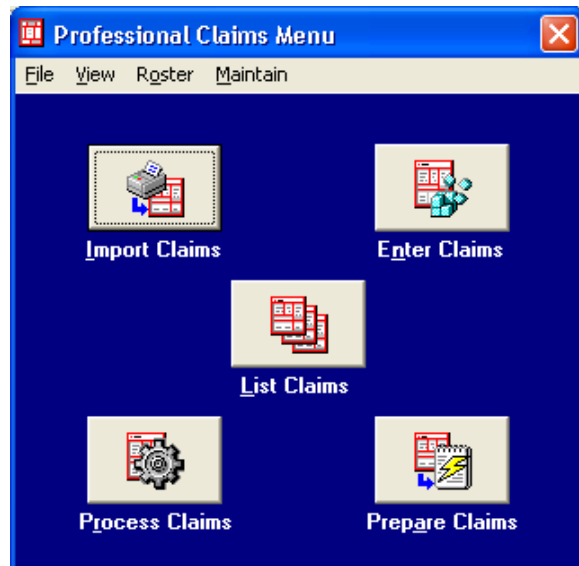 Professional Claims Menu
File View Roster Maintain
Import Claims Enter Claims
List Claims
Process Claims Prepare Claims